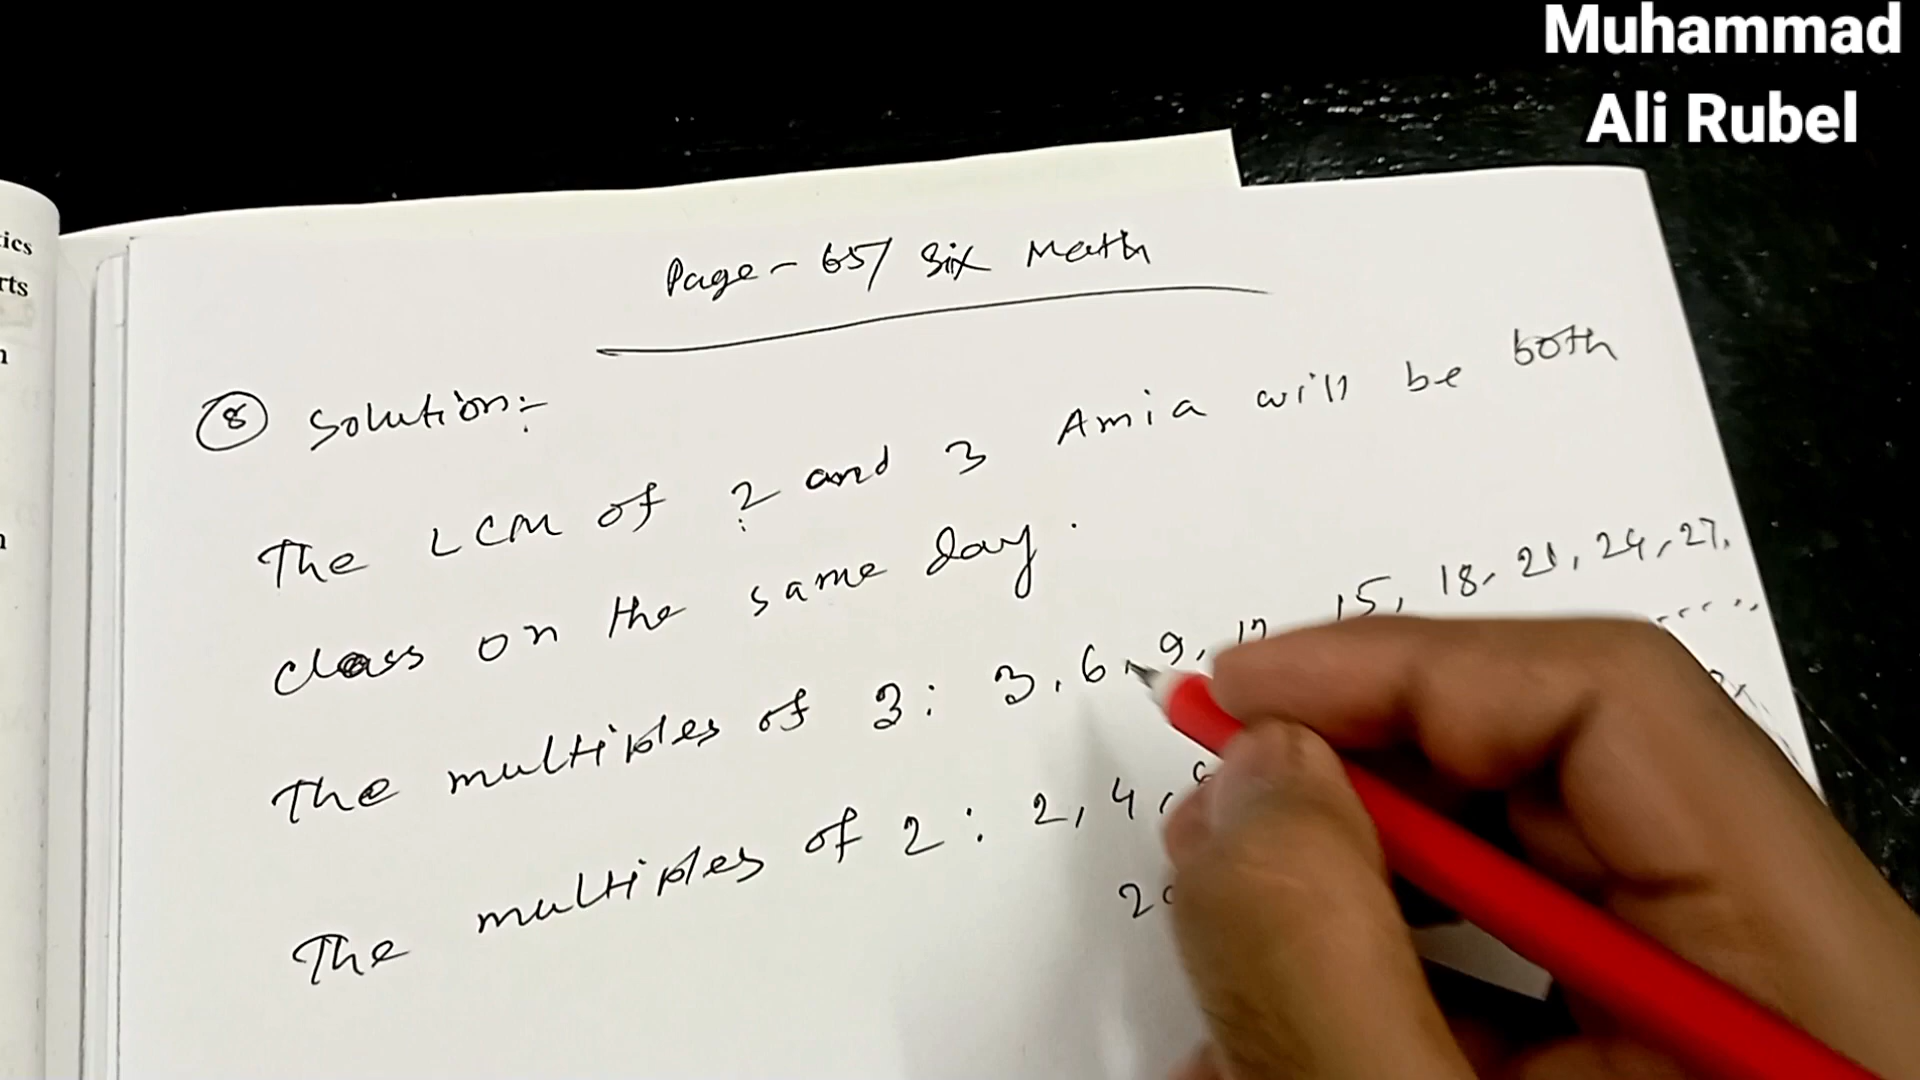 Muhammad
Ali Rubel
ics
rts
Page - 65/ Six Math
8 Solution:-
The LCM of 2 and 3 Amia will be both
class on the same day.
The multiples of 3: 3, 6, 9, 12, 15, 18, 21, 24, 27,
......
The multiples of 2: 2, 4,